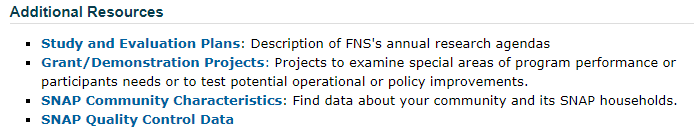 Additional Resources
▪ Study and Evaluation Plans: Description of FNS's annual research agendas
▪ Grant/Demonstration Projects: Projects to examine special areas of program performance or
participants needs or to test potential operational or policy improvements.
▪ SNAP Community Characteristics: Find data about your community and its SNAP households.
▪ SNAP Quality Control Data